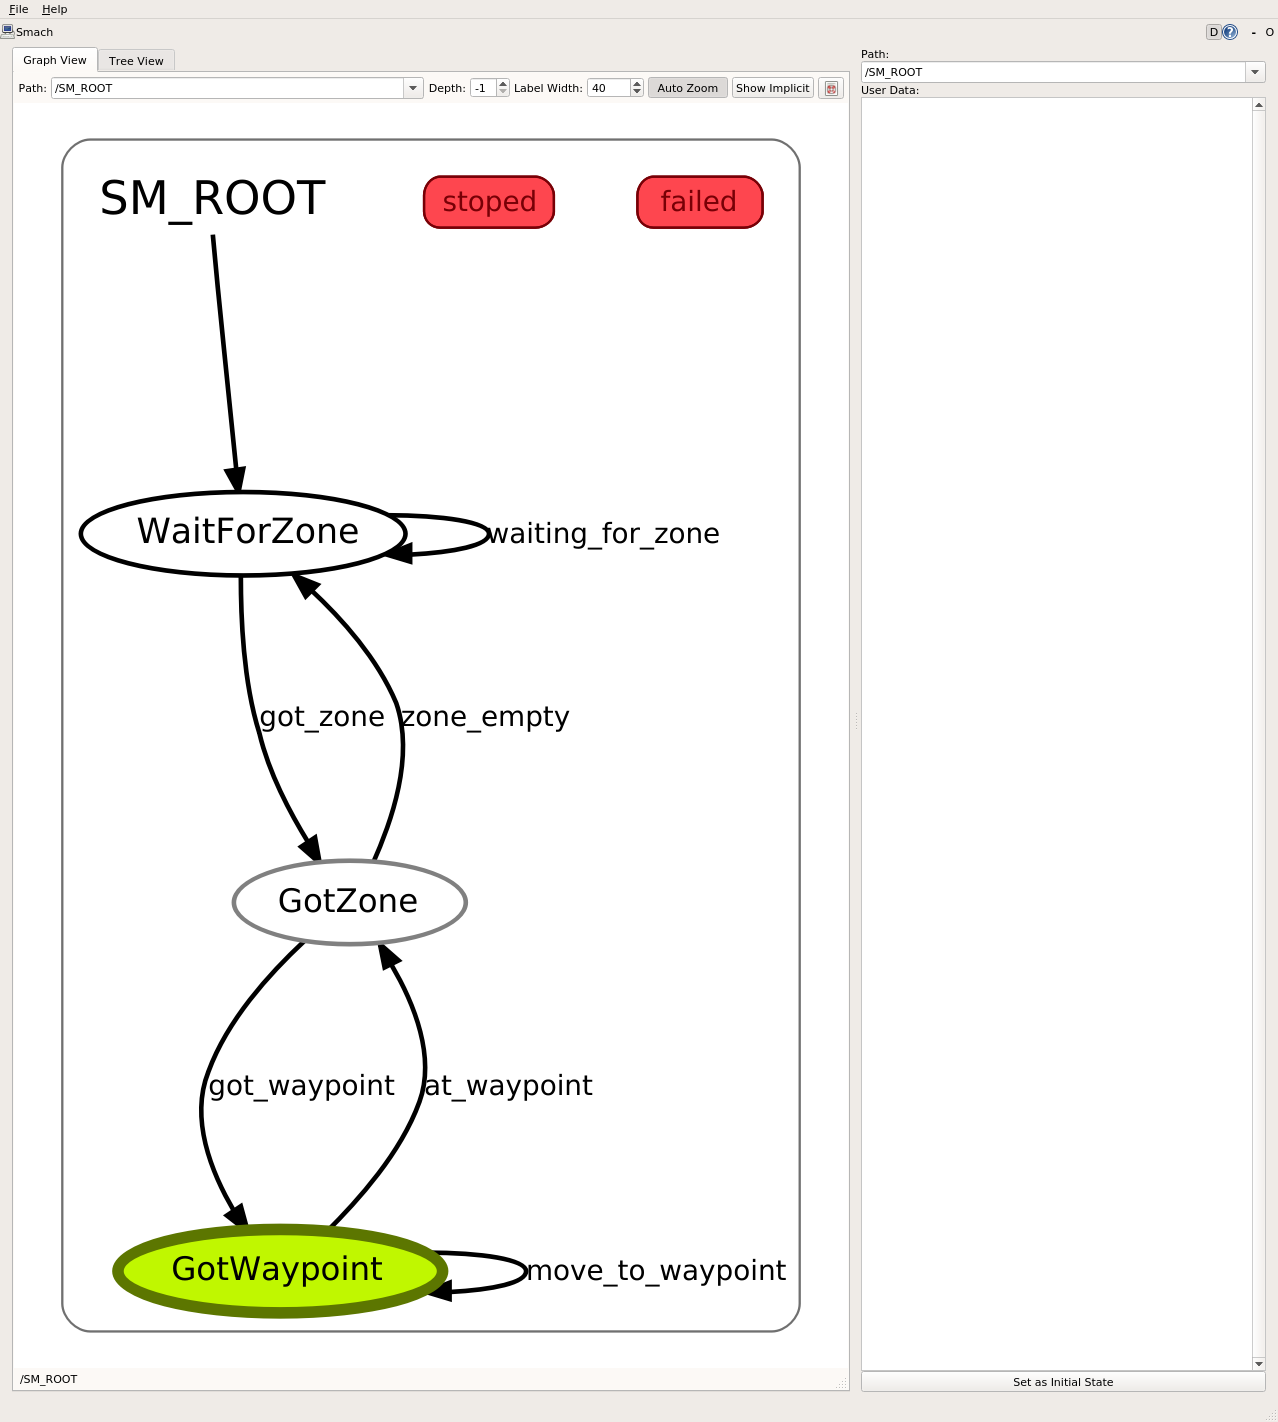 File Help
Smach
D ? - O
Graph View Tree View
Path: /SM_ROOT Depth: -1 Label Width: 40 Auto Zoom Show Implicit
SM_ROOT
stoped
failed
WaitForZone
waiting_for_zone
got_zone
zone_empty
GotZone
got_waypoint
at_waypoint
GotWaypoint
move_to_waypoint
/SM_ROOT
Path:
/SM_ROOT
User Data:
Set as Initial State